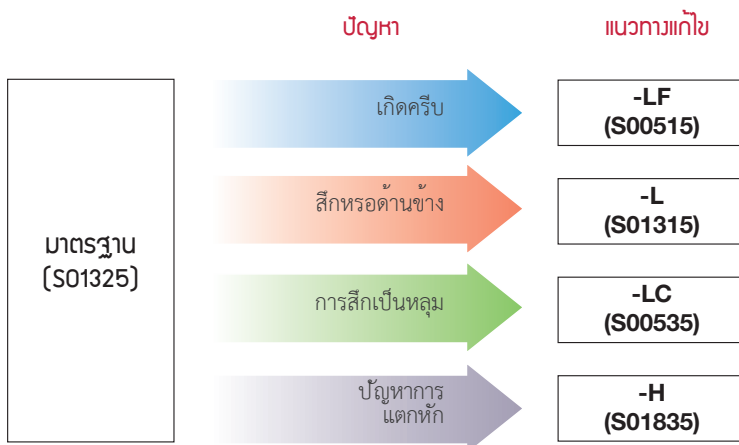 ปัญหา
แนวทางแก้ไข
มาตรฐาน
(S01325)
เกิดครีบ
-LF
(S00515)
สึกหรอด้านข้าง
-L
(S01315)
การสึกเป็นหลุม
-LC
(S00535)
ปัญหาการ
แตกหัก
-H
(S01835)